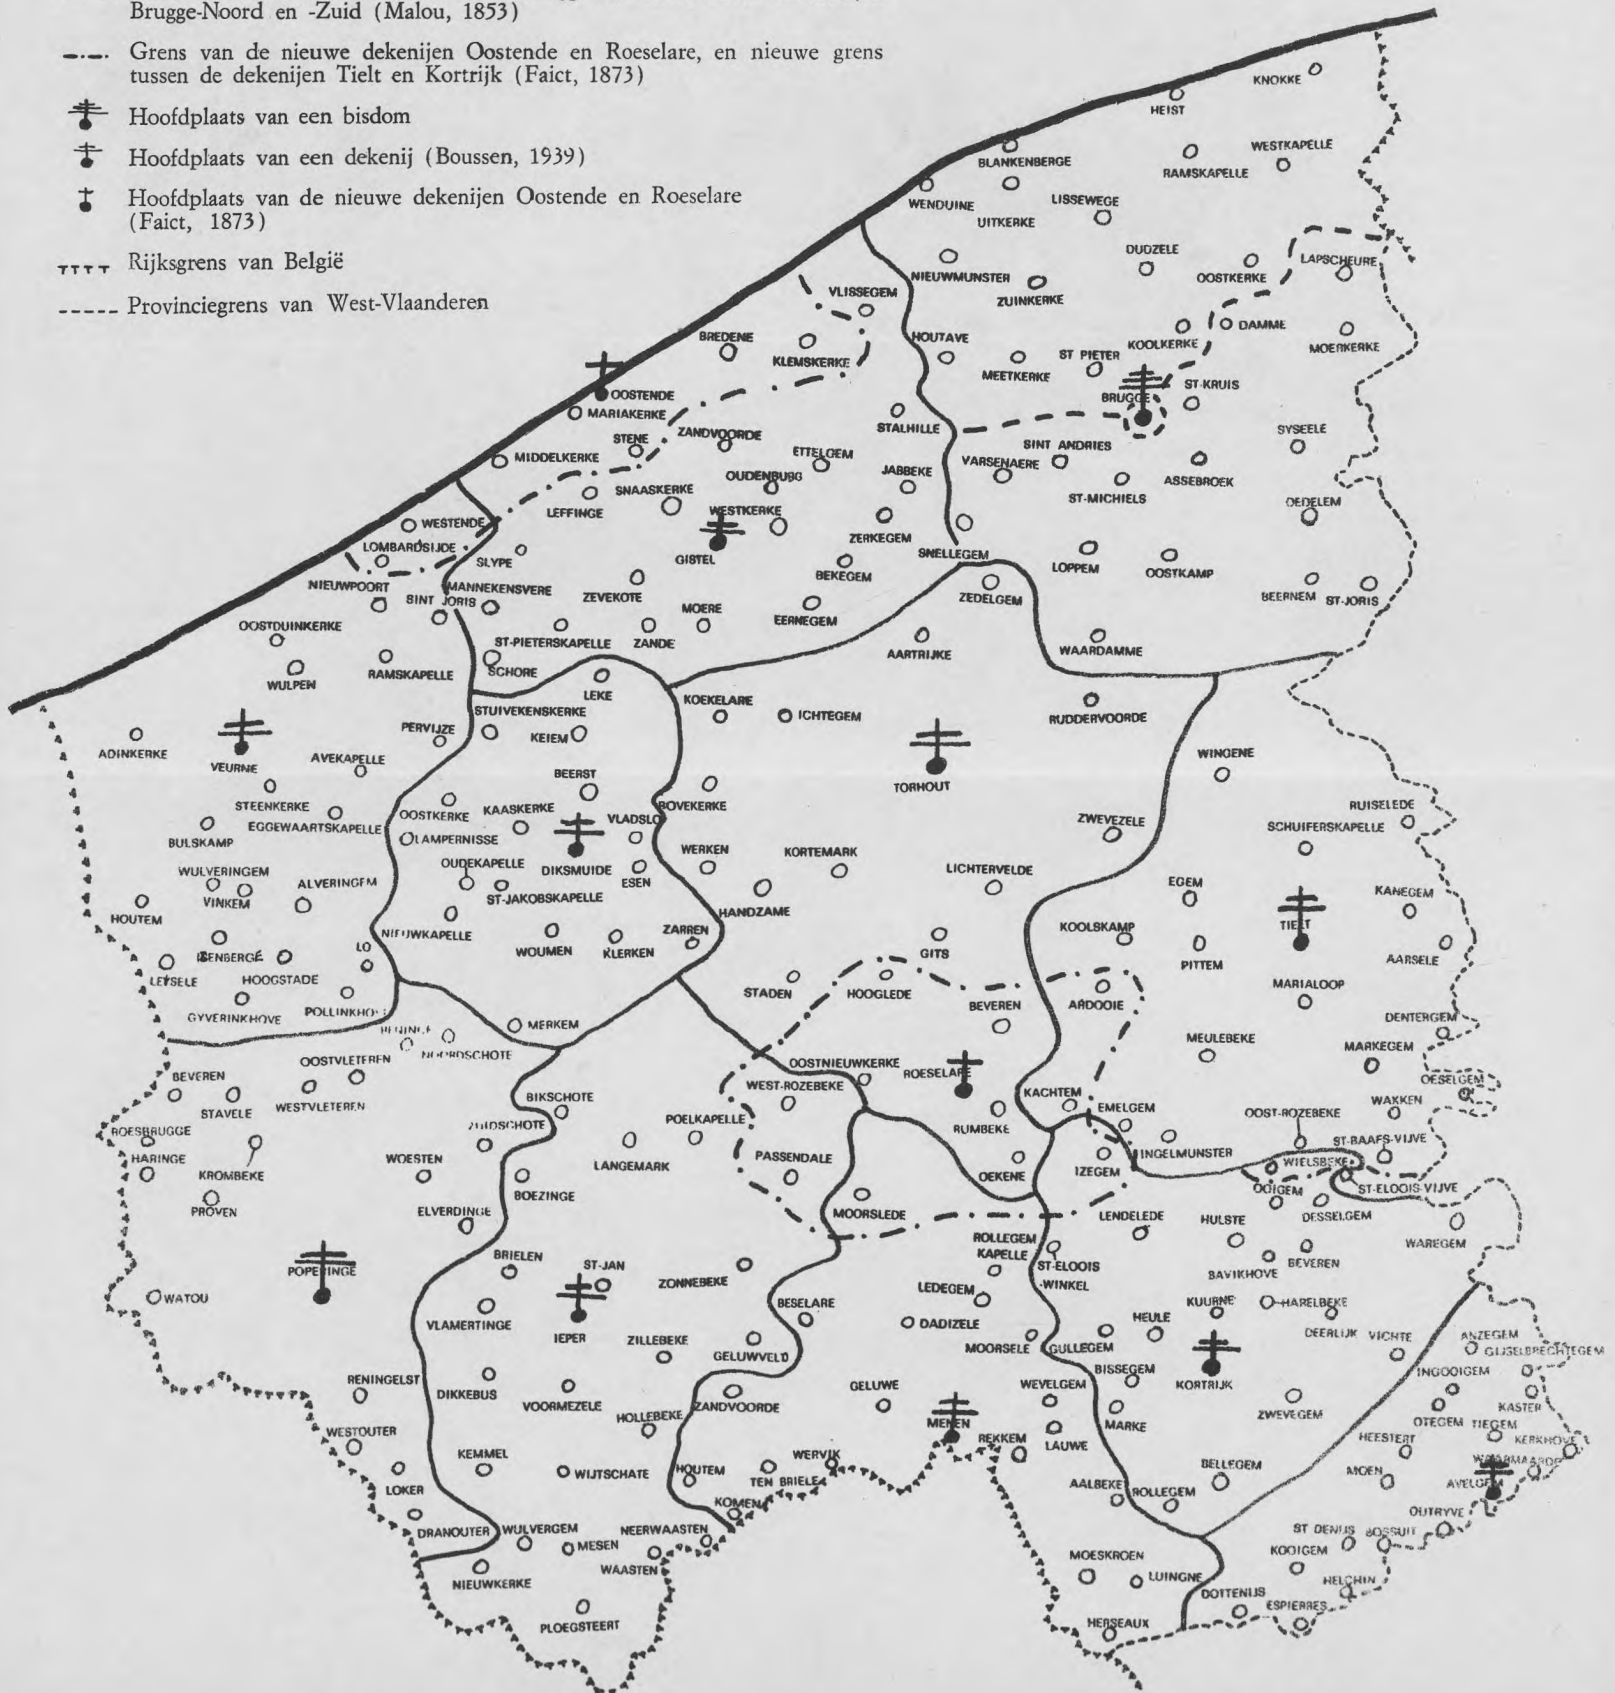 Brugge-Noord en -Zuid (Malou, 1853)
Grens van de nieuwe dekenijen Oostende en Roeselare, en nieuwe grens
tussen de dekenijen Tielt en Kortrijk (Faict, 1873)
Hoofdplaats van een bisdom
Hoofdplaats van een dekenij (Boussen, 1939)
Hoofdplaats van de nieuwe dekenijen Oostende en Roeselare
(Faict, 1873)
Rijksgrens van België
Provinciegrens van West-Vlaanderen
KNOKKE
HEIST
BLANKENBERGE
RAMSKAPELLE
WESTKAPELLE
WENDUINE
UITKERKE
LISSEWEGE
DUDZELE
OOSTKERKE
LAPSCHEURE
NIEUWMUNSTER
ZUINKERKE
VLISSEGEM
BREDENE
KLEMSKERKE
HOUTAVE
MEETKERKE
ST PIETER
KOOLKERKE
DAMME
MOERKERKE
BRUGGE
ST-KRUIS
OOSTENDE
MARIAKERKE
STENE
ZANDVOORDE
STALHILLE
SYSEELE
MIDDELKERKE
ETTELGEM
OUDENBURG
JABBEKE
VARSENAERE
SINT ANDRIES
ST-MICHIELS
ASSEBROEK
LEFFINGE
SNAASKERKE
WESTKERKE
OEDELEM
WESTENDE
LOMBARDSIJDE
SLYPE
GISTEL
ZERKEGEM
SNELLEGEM
LOPPEM
OOSTKAMP
NIEUWPOORT
SINT JORIS
MANNEKENSVERE
ZEVEKOTE
MOERE
BEKEGEM
EERNEGEM
ZEDELGEM
BEERNEM
ST-JORIS
OOSTDUINKERKE
ST-PIETERSKAPELLE
ZANDE
AARTRIJKE
WAARDAMME
WULPEN
RAMSKAPELLE
SCHORE
LEKE
KOEKELARE
ICHTEGEM
RUDDERVOORDE
ADINKERKE
VEURNE
AVEKAPELLE
PERVIJZE
STUIVEKENSKERKE
KEIEM
BEERST
TORHOUT
WINGENE
STEENKERKE
EGGEWAARTSKAPELLE
BULSKAMP
OOSTKERKE
KAASKERKE
LAMPERNISSE
VLADSLO
BOVEKERKE
ZWEVEZELE
RUISELEDE
SCHUIFERSKAPELLE
WULVERINGEM
VINKEM
ALVERINGEM
OUDEKAPELLE
DIKSMUIDE
ESEN
WERKEN
KORTEMARK
LICHTERVELDE
EGEM
KANEGEM
HOUTEM
ST-JAKOBSKAPELLE
HANDZAME
NIEUWKAPELLE
WOUMEN
KLERKEN
ZARREN
KOOLSKAMP
TIELT
PITTEM
AARSELE
LO
HOOGSTADE
GYVERINKHOVE
STADEN
HOOGLEDE
GITS
BEVEREN
ARDOOIE
MARIALOOP
DENTERGEM
MERKEM
NOORDSCHOTE
OOSTVLETEREN
MEULEBEKE
MARKEGEM
BEVEREN
STAVELE
WESTVLETEREN
OOSTNIEUWKERKE
WEST-ROZEBEKE
ROESELARE
KACHTEM
EMELGEM
OOST-ROZEBEKE
WAKKEN
OESELGEM
BIKSCHOTE
ZUIDSCHOTE
POELKAPELLE
RUMBEKE
ROESBRUGGE
HARINGE
KROMBEKE
WOESTEN
LANGEMARK
PASSENDALE
OEKENE
IZEGEM
INGELMUNSTER
WIELSBEKE
ST-BAAFS-VIJVE
ST-ELOOIS-VIJVE
PROVEN
BOEZINGE
ELVERDINGE
MOORSLEDE
LENDELEDE
HULSTE
OOIGEM
DESSELGEM
WAREGEM
BRIELEN
ST-JAN
ZONNEBEKE
ROLLEGEM
KAPELLE
ST-ELOOIS
-WINKEL
BAVIKHOVE
BEVEREN
POPERINGE
WATOU
VLAMERTINGE
IEPER
ZILLEBEKE
BESELARE
LEDEGEM
DADIZELE
KUURNE
HARELBEKE
HEULE
DEERLIJK
VICHTE
ANZEGEM
GIJSELBRECHTEGEM
GELUWVELD
MOORSELE
GULLEGEM
BISSEGEM
KORTRIJK
INGOOIGEM
RENINGELST
DIKKEBUS
VOORMEZELE
HOLLEBEKE
ZANDVOORDE
GELUWE
WEVELGEM
MARKE
ZWEVEGEM
KASTER
OTEGEM
TIEGEM
WESTOUTER
MENEN
REKKEM
LAUWE
HEESTERT
KERKHOVE
WAARMAARDE
KEMMEL
WIJTSCHATE
HOUTEM
WERVIK
TEN BRIELEN
BELLEGEM
MOEN
AVELGEM
LOKER
KOMEN
AALBEKE
ROLLEGEM
OUTRYVE
DRANOUTER
WULVERGEM
MESEN
NEERWAASTEN
WAASTEN
ST DENIJS
BOSSUIT
KOOIGEM
NIEUWKERKE
MOESKROEN
LUINGNE
HELCHIN
DOTTENIJS
ESPIERRES
PLOEGSTEERT
HERSEAUX